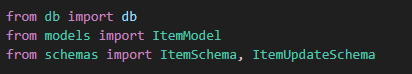 from db import db
from models import ItemModel
from schemas import ItemSchema, ItemUpdateSchema